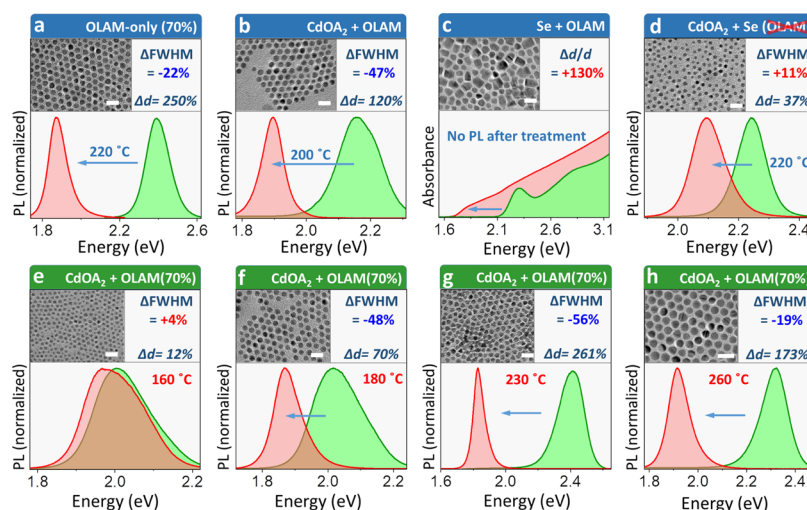 a OLAM-only (70%)
ΔFWHM
= -22%
Δd= 250%
220 ˚C
PL (normalized)
1.8 2.2 2.6
Energy (eV)
b CdOA₂ + OLAM
ΔFWHM
= -47%
Δd= 120%
200 ˚C
PL (normalized)
1.8 2.0 2.2
Energy (eV)
c Se + OLAM
Δd/d
= +130%
No PL after treatment
Absorbance
1.6 2.1 2.6 3.1
Energy (eV)
d CdOA₂ + Se (
ΔFWHM
= +11%
Δd= 37%
220 ˚C
PL (normalized)
2.0 2.2 2.4
Energy (eV)
e CdOA₂ + OLAM(70%)
ΔFWHM
= +4%
Δd= 12%
160 ˚C
PL (normalized)
1.8 2.0 2.2
Energy (eV)
f CdOA₂ + OLAM(70%)
ΔFWHM
= -48%
Δd= 70%
180 ˚C
PL (normalized)
1.8 2.0 2.2
Energy (eV)
g CdOA₂ + OLAM(70%)
ΔFWHM
= -56%
Δd= 261%
230 ˚C
PL (normalized)
1.6 2.0 2.4
Energy (eV)
h CdOA₂ + OLAM(70%)
ΔFWHM
= -19%
Δd= 173%
260 ˚C
PL (normalized)
1.8 2.0 2.2 2.4
Energy (eV)